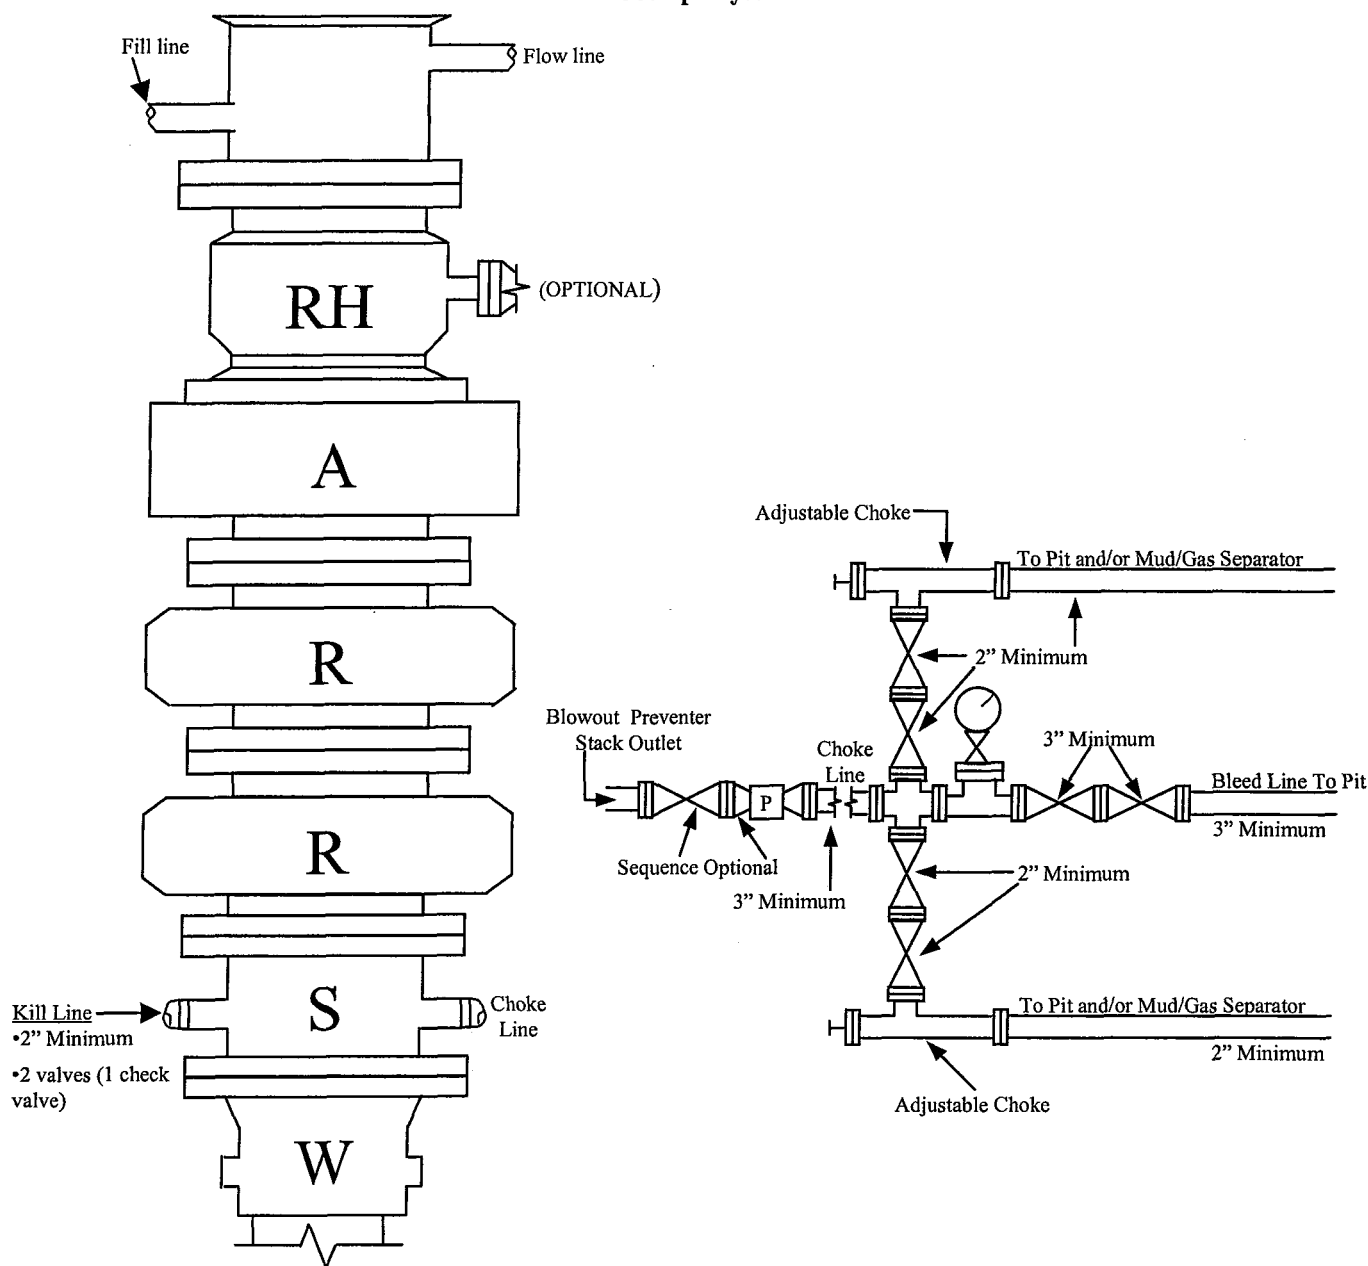 Fill line
Flow line
RH
(OPTIONAL)
A
R
R
S
Kill Line
•2” Minimum
•2 valves (1 check
valve)
Choke
Line
W
Adjustable Choke
To Pit and/or Mud/Gas Separator
2” Minimum
Blowout Preventer
Stack Outlet
Choke
Line
3” Minimum
Bleed Line To Pit
3” Minimum
P
Sequence Optional
3” Minimum
2” Minimum
To Pit and/or Mud/Gas Separator
2” Minimum
Adjustable Choke